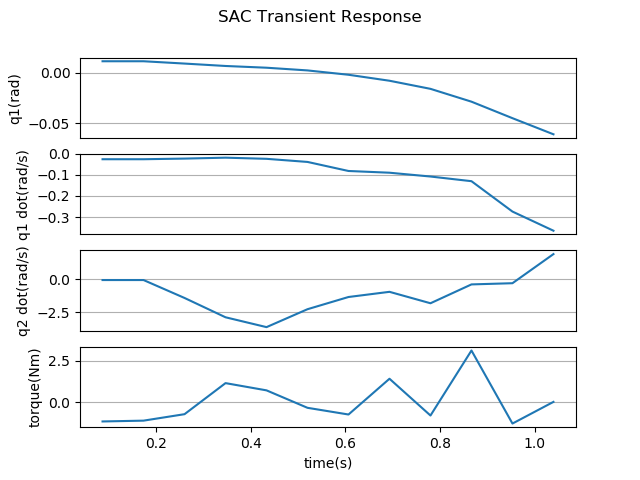 SAC Transient Response
q1(rad)
0.00
−0.05
q1 dot(rad/s)
0.0
−0.1
−0.2
−0.3
q2 dot(rad/s)
0.0
−2.5
torque(Nm)
2.5
0.0
0.2 0.4 0.6 0.8 1.0
time(s)